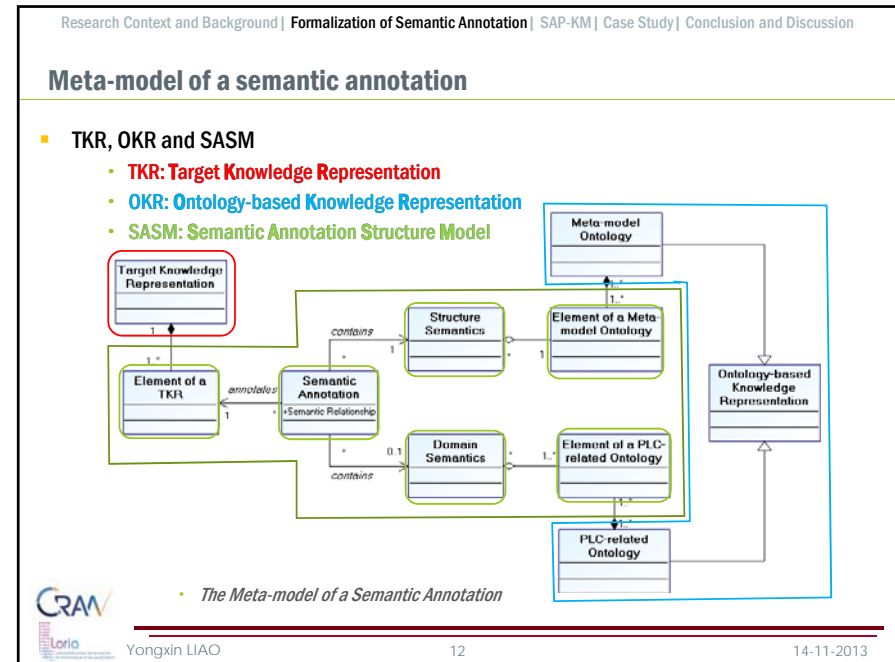 Research Context and Background| Formalization of Semantic Annotation| SAP-KM| Case Study| Conclusion and Discussion
Meta-model of a semantic annotation
TKR, OKR and SASM
TKR: Target Knowledge Representation
OKR: Ontology-based Knowledge Representation
SASM: Semantic Annotation Structure Model
Meta-model
Ontology
1..*
1..*
Target Knowledge
Representation
1
1..*
Structure
Semantics
Element of a Meta-
model Ontology
contains
1
*
*
1
Element of a
TKR
annotates
1
*
Semantic
Annotation
+Semantic Relationship
Ontology-based
Knowledge
Representation
*
contains
0..1
Domain
Semantics
*
1..*
Element of a PLC-
related Ontology
1..*
1..*
PLC-related
Ontology
The Meta-model of a Semantic Annotation
CRAN
Loria
Yongxin LIAO
12
14-11-2013